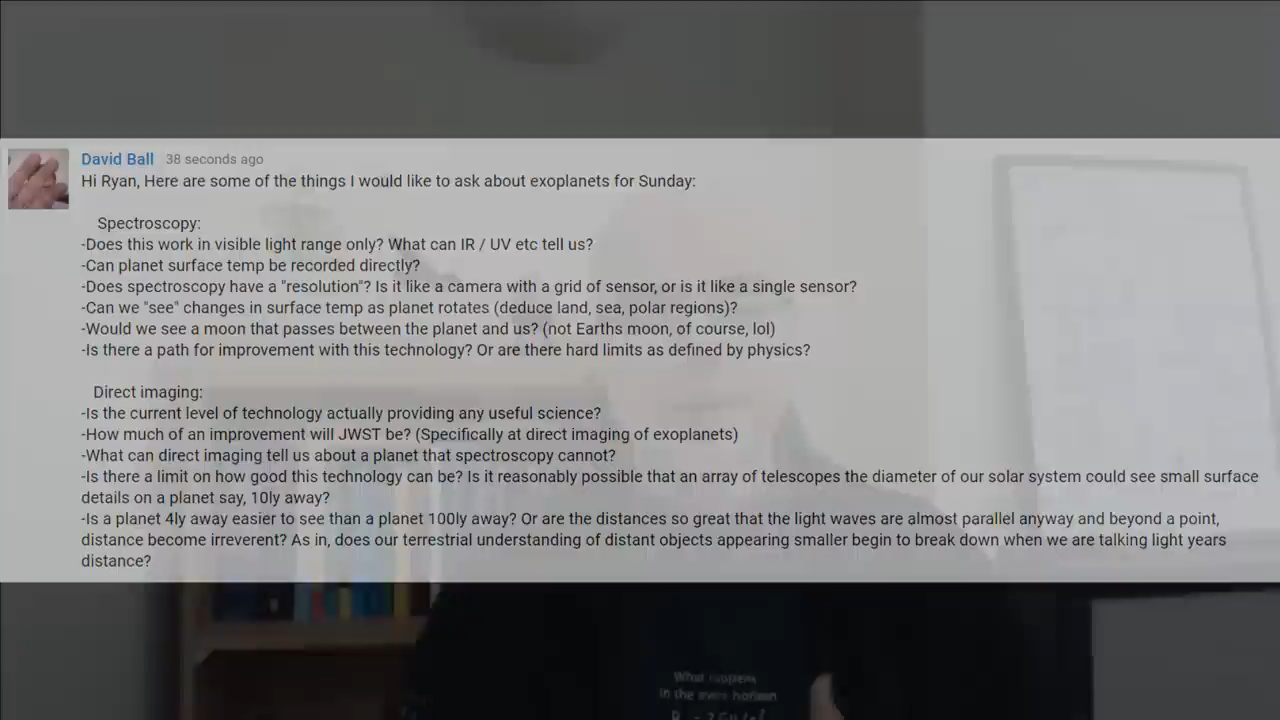 David Ball 38 seconds ago
Hi Ryan, Here are some of the things I would like to ask about exoplanets for Sunday:
Spectroscopy:
-Does this work in visible light range only? What can IR / UV etc tell us?
-Can planet surface temp be recorded directly?
-Does spectroscopy have a "resolution"? Is it like a camera with a grid of sensor, or is it like a single sensor?
-Can we "see" changes in surface temp as planet rotates (deduce land, sea, polar regions)?
-Would we see a moon that passes between the planet and us? (not Earths moon, of course, lol)
-Is there a path for improvement with this technology? Or are there hard limits as defined by physics?
Direct imaging:
-Is the current level of technology actually providing any useful science?
-How much of an improvement will JWST be? (Specifically at direct imaging of exoplanets)
-What can direct imaging tell us about a planet that spectroscopy cannot?
-Is there a limit on how good this technology can be? Is it reasonably possible that an array of telescopes the diameter of our solar system could see small surface
details on a planet say, 10ly away?
-Is a planet 4ly away easier to see than a planet 100ly away? Or are the distances so great that the light waves are almost parallel anyway and beyond a point,
distance become irreverent? As in, does our terrestrial understanding of distant objects appearing smaller begin to break down when we are talking light years
distance?
What happens
in the event horizon